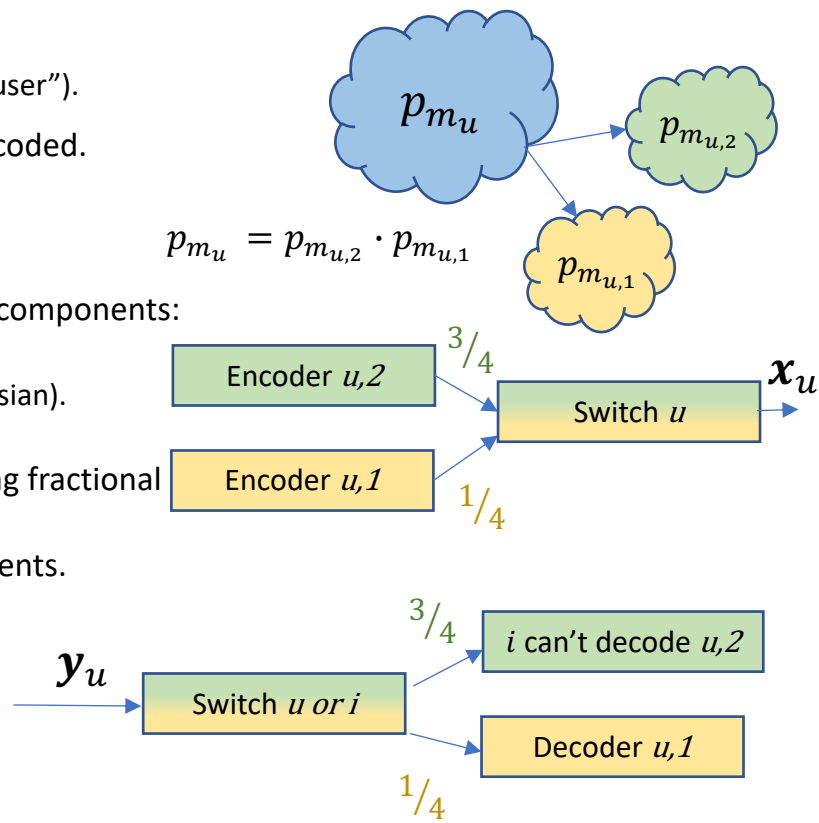 user").
coded.
p_{m_u}
p_{m_{u,2}}
p_{m_u} = p_{m_{u,2}} · p_{m_{u,1}}
p_{m_{u,1}}
components:
3/4
Encoder u,2
x_u
sian).
Switch u
g fractional
Encoder u,1
1/4
ents.
3/4
i can't decode u,2
y_u
Switch u or i
Decoder u,1
1/4